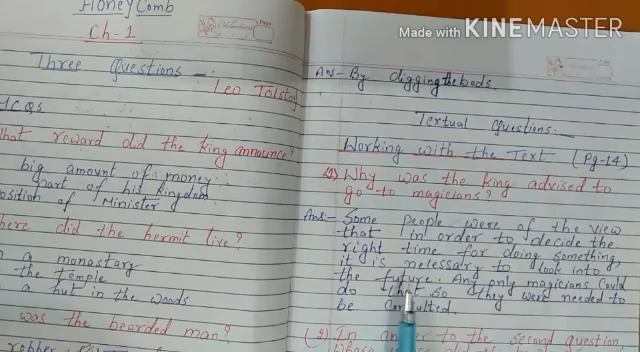 Honey Comb
Ch-1
Three Questions
Leo Tolstoy
MCQS
What reward did the king announce?
big amount of money
part of his kingdom
position of Minister
here did the hermit live?
a monastary
the temple
a hut in the woods
was the bearded man?
robber
Made with KINEMASTER
Page
Ans- By digging the beds.
Textual Questions:-
Working with the Text (Pg-14)
Q1) Why was the king advised to
go to magicians?
Ans:- Some people were of the view
that in order to decide the
right time for doing something,
it is necessary to look into
the future. Any only magicians could
do that so they were needed to
be consulted.
(2) In answer to the second question,